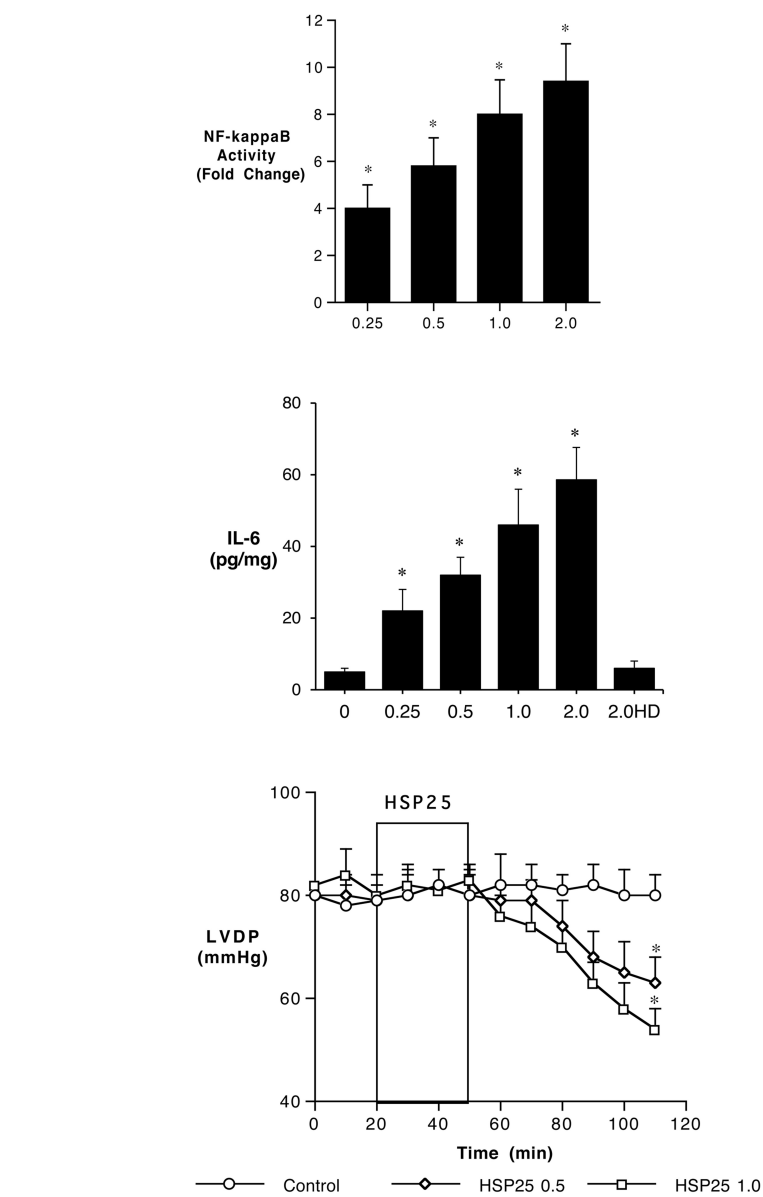 12
10
8
6
4
2
0
NF-kappaB
Activity
(Fold Change)
*
*
*
*
0.25 0.5 1.0 2.0
80
60
40
20
0
IL-6
(pg/mg)
*
*
*
*
0 0.25 0.5 1.0 2.0 2.0HD
100
80
60
40
LVDP
(mmHg)
HSP25
*
*
0 20 40 60 80 100 120
Time (min)
Control HSP25 0.5 HSP25 1.0